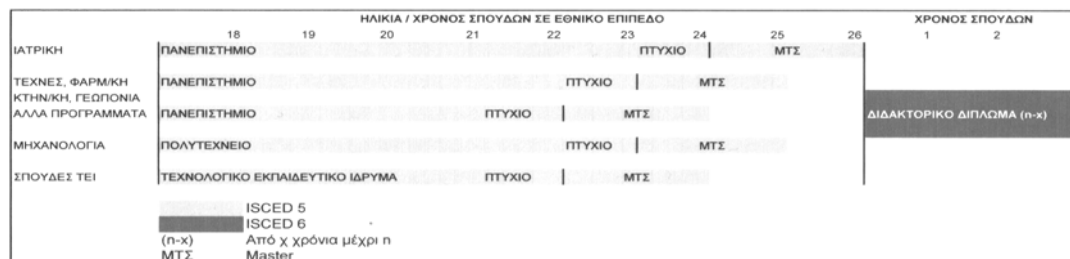 ΗΛΙΚΙΑ / ΧΡΟΝΟΣ ΣΠΟΥΔΩΝ ΣΕ ΕΘΝΙΚΟ ΕΠΙΠΕΔΟ ΧΡΟΝΟΣ ΣΠΟΥΔΩΝ
18 19 20 21 22 23 24 25 26 1 2
ΙΑΤΡΙΚΗ ΠΑΝΕΠΙΣΤΗΜΙΟ ΠΤΥΧΙΟ ΜΤΣ
ΤΕΧΝΕΣ, ΦΑΡΜ/ΚΗ ΠΑΝΕΠΙΣΤΗΜΙΟ ΠΤΥΧΙΟ ΜΤΣ
ΚΤΗΝ/ΚΗ, ΓΕΩΠΟΝΙΑ
ΑΛΛΑ ΠΡΟΓΡΑΜΜΑΤΑ ΠΑΝΕΠΙΣΤΗΜΙΟ ΠΤΥΧΙΟ ΜΤΣ ΔΙΔΑΚΤΟΡΙΚΟ ΔΙΠΛΩΜΑ (n-x)
ΜΗΧΑΝΟΛΟΓΙΑ ΠΟΛΥΤΕΧΝΕΙΟ ΠΤΥΧΙΟ ΜΤΣ
ΣΠΟΥΔΕΣ ΤΕΙ ΤΕΧΝΟΛΟΓΙΚΟ ΕΚΠΑΙΔΕΥΤΙΚΟ ΙΔΡΥΜΑ ΠΤΥΧΙΟ ΜΤΣ
ISCED 5
ISCED 6
(n-x) Από χ χρόνια μέχρι n
ΜΤΣ Master